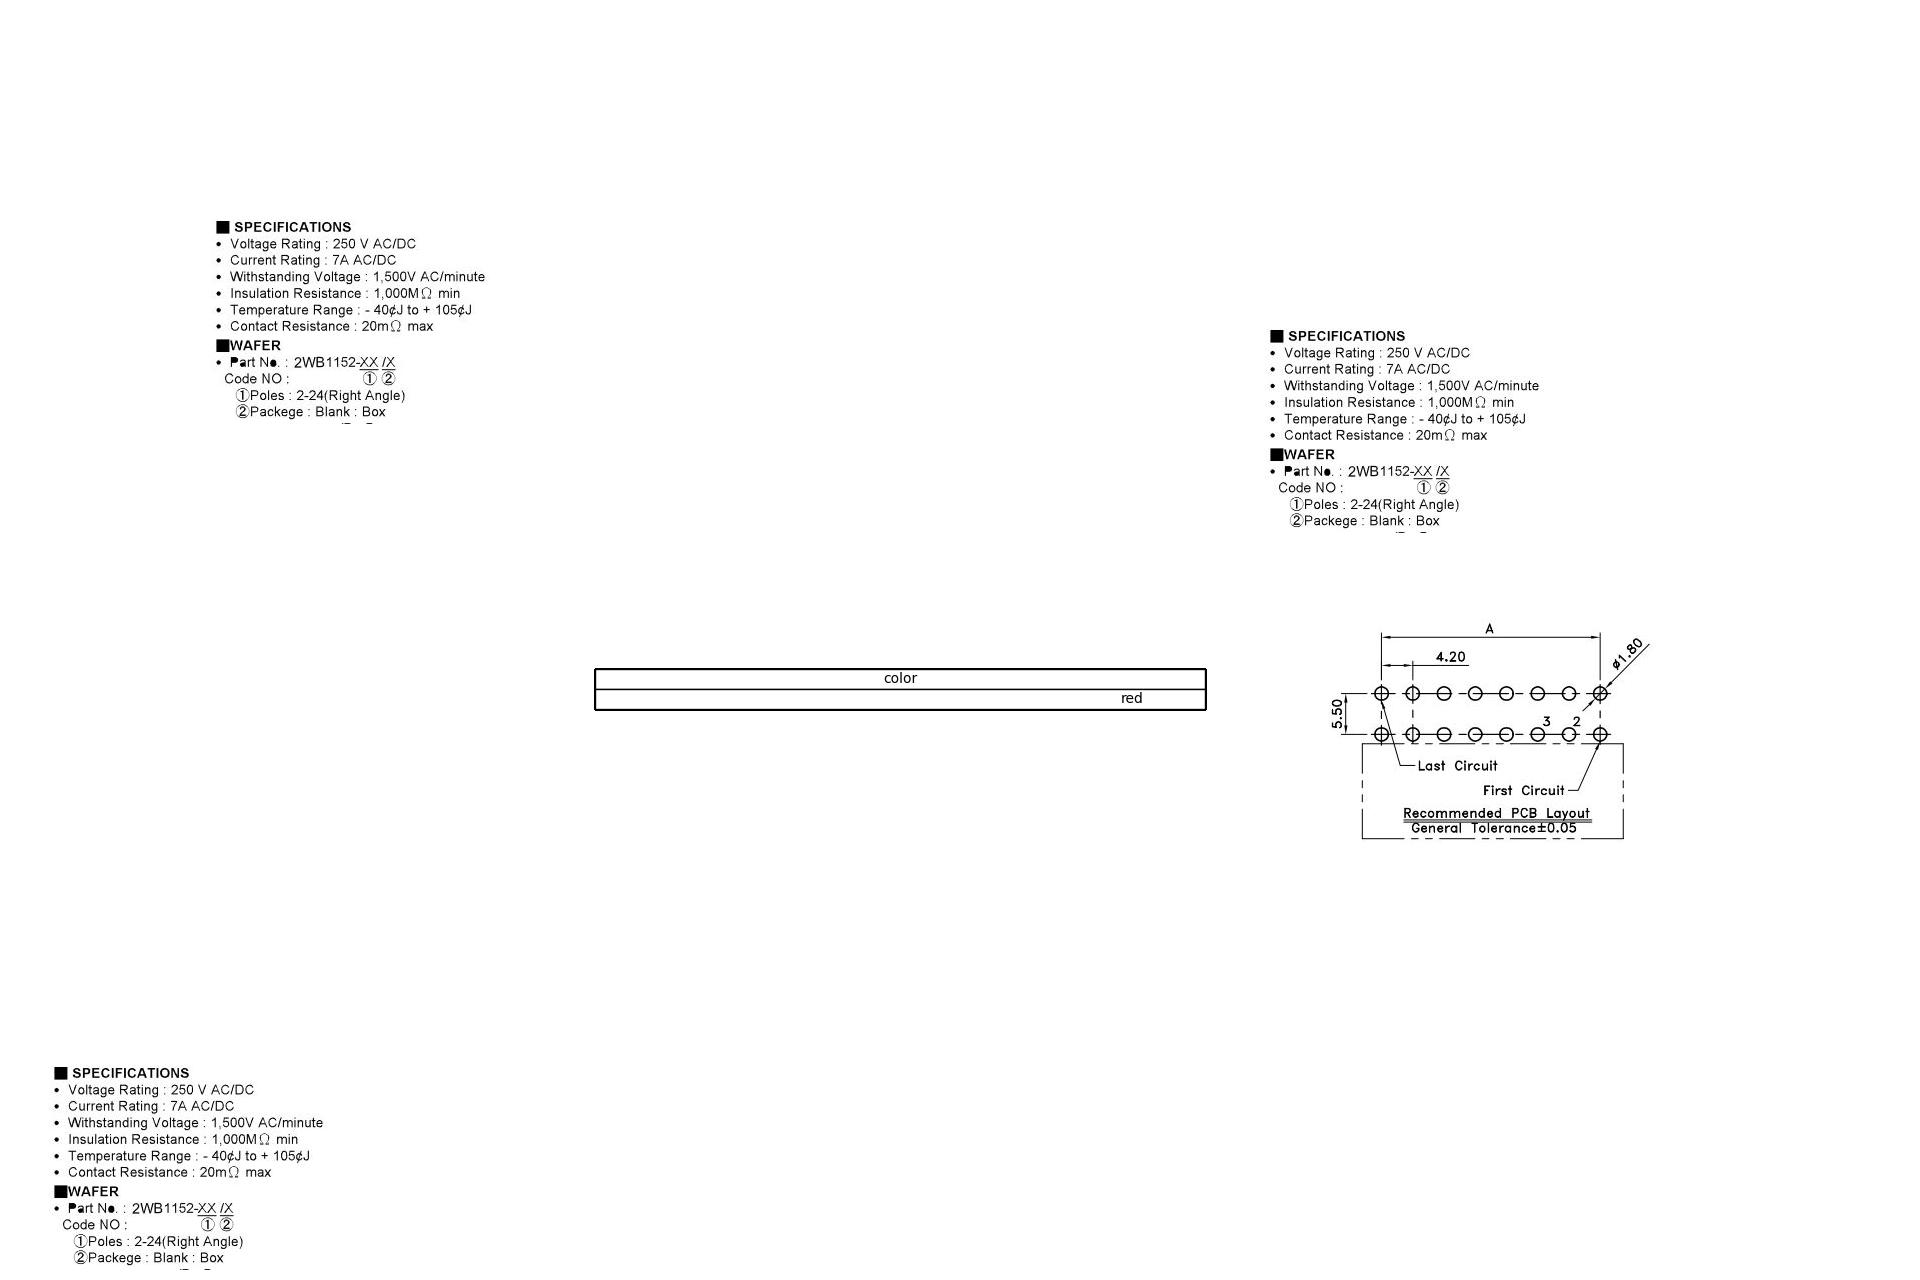 ■ SPECIFICATIONS
• Voltage Rating : 250 V AC/DC
• Current Rating : 7A AC/DC
• Withstanding Voltage : 1,500V AC/minute
• Insulation Resistance : 1,000MΩ min
• Temperature Range : - 40¢J to + 105¢J
• Contact Resistance : 20mΩ max
■WAFER
• Part No. : 2WB1152-XX /X
Code NO : ① ②
①Poles : 2-24(Right Angle)
②Packege : Blank : Box
■ SPECIFICATIONS
• Voltage Rating : 250 V AC/DC
• Current Rating : 7A AC/DC
• Withstanding Voltage : 1,500V AC/minute
• Insulation Resistance : 1,000MΩ min
• Temperature Range : - 40¢J to + 105¢J
• Contact Resistance : 20mΩ max
■WAFER
• Part No. : 2WB1152-XX /X
Code NO : ① ②
①Poles : 2-24(Right Angle)
②Packege : Blank : Box
color
red
A
4.20
ø1.80
5.50
3 2
Last Circuit
First Circuit
Recommended PCB Layout
General Tolerance±0.05
■ SPECIFICATIONS
• Voltage Rating : 250 V AC/DC
• Current Rating : 7A AC/DC
• Withstanding Voltage : 1,500V AC/minute
• Insulation Resistance : 1,000MΩ min
• Temperature Range : - 40¢J to + 105¢J
• Contact Resistance : 20mΩ max
■WAFER
• Part No. : 2WB1152-XX /X
Code NO : ① ②
①Poles : 2-24(Right Angle)
②Packege : Blank : Box